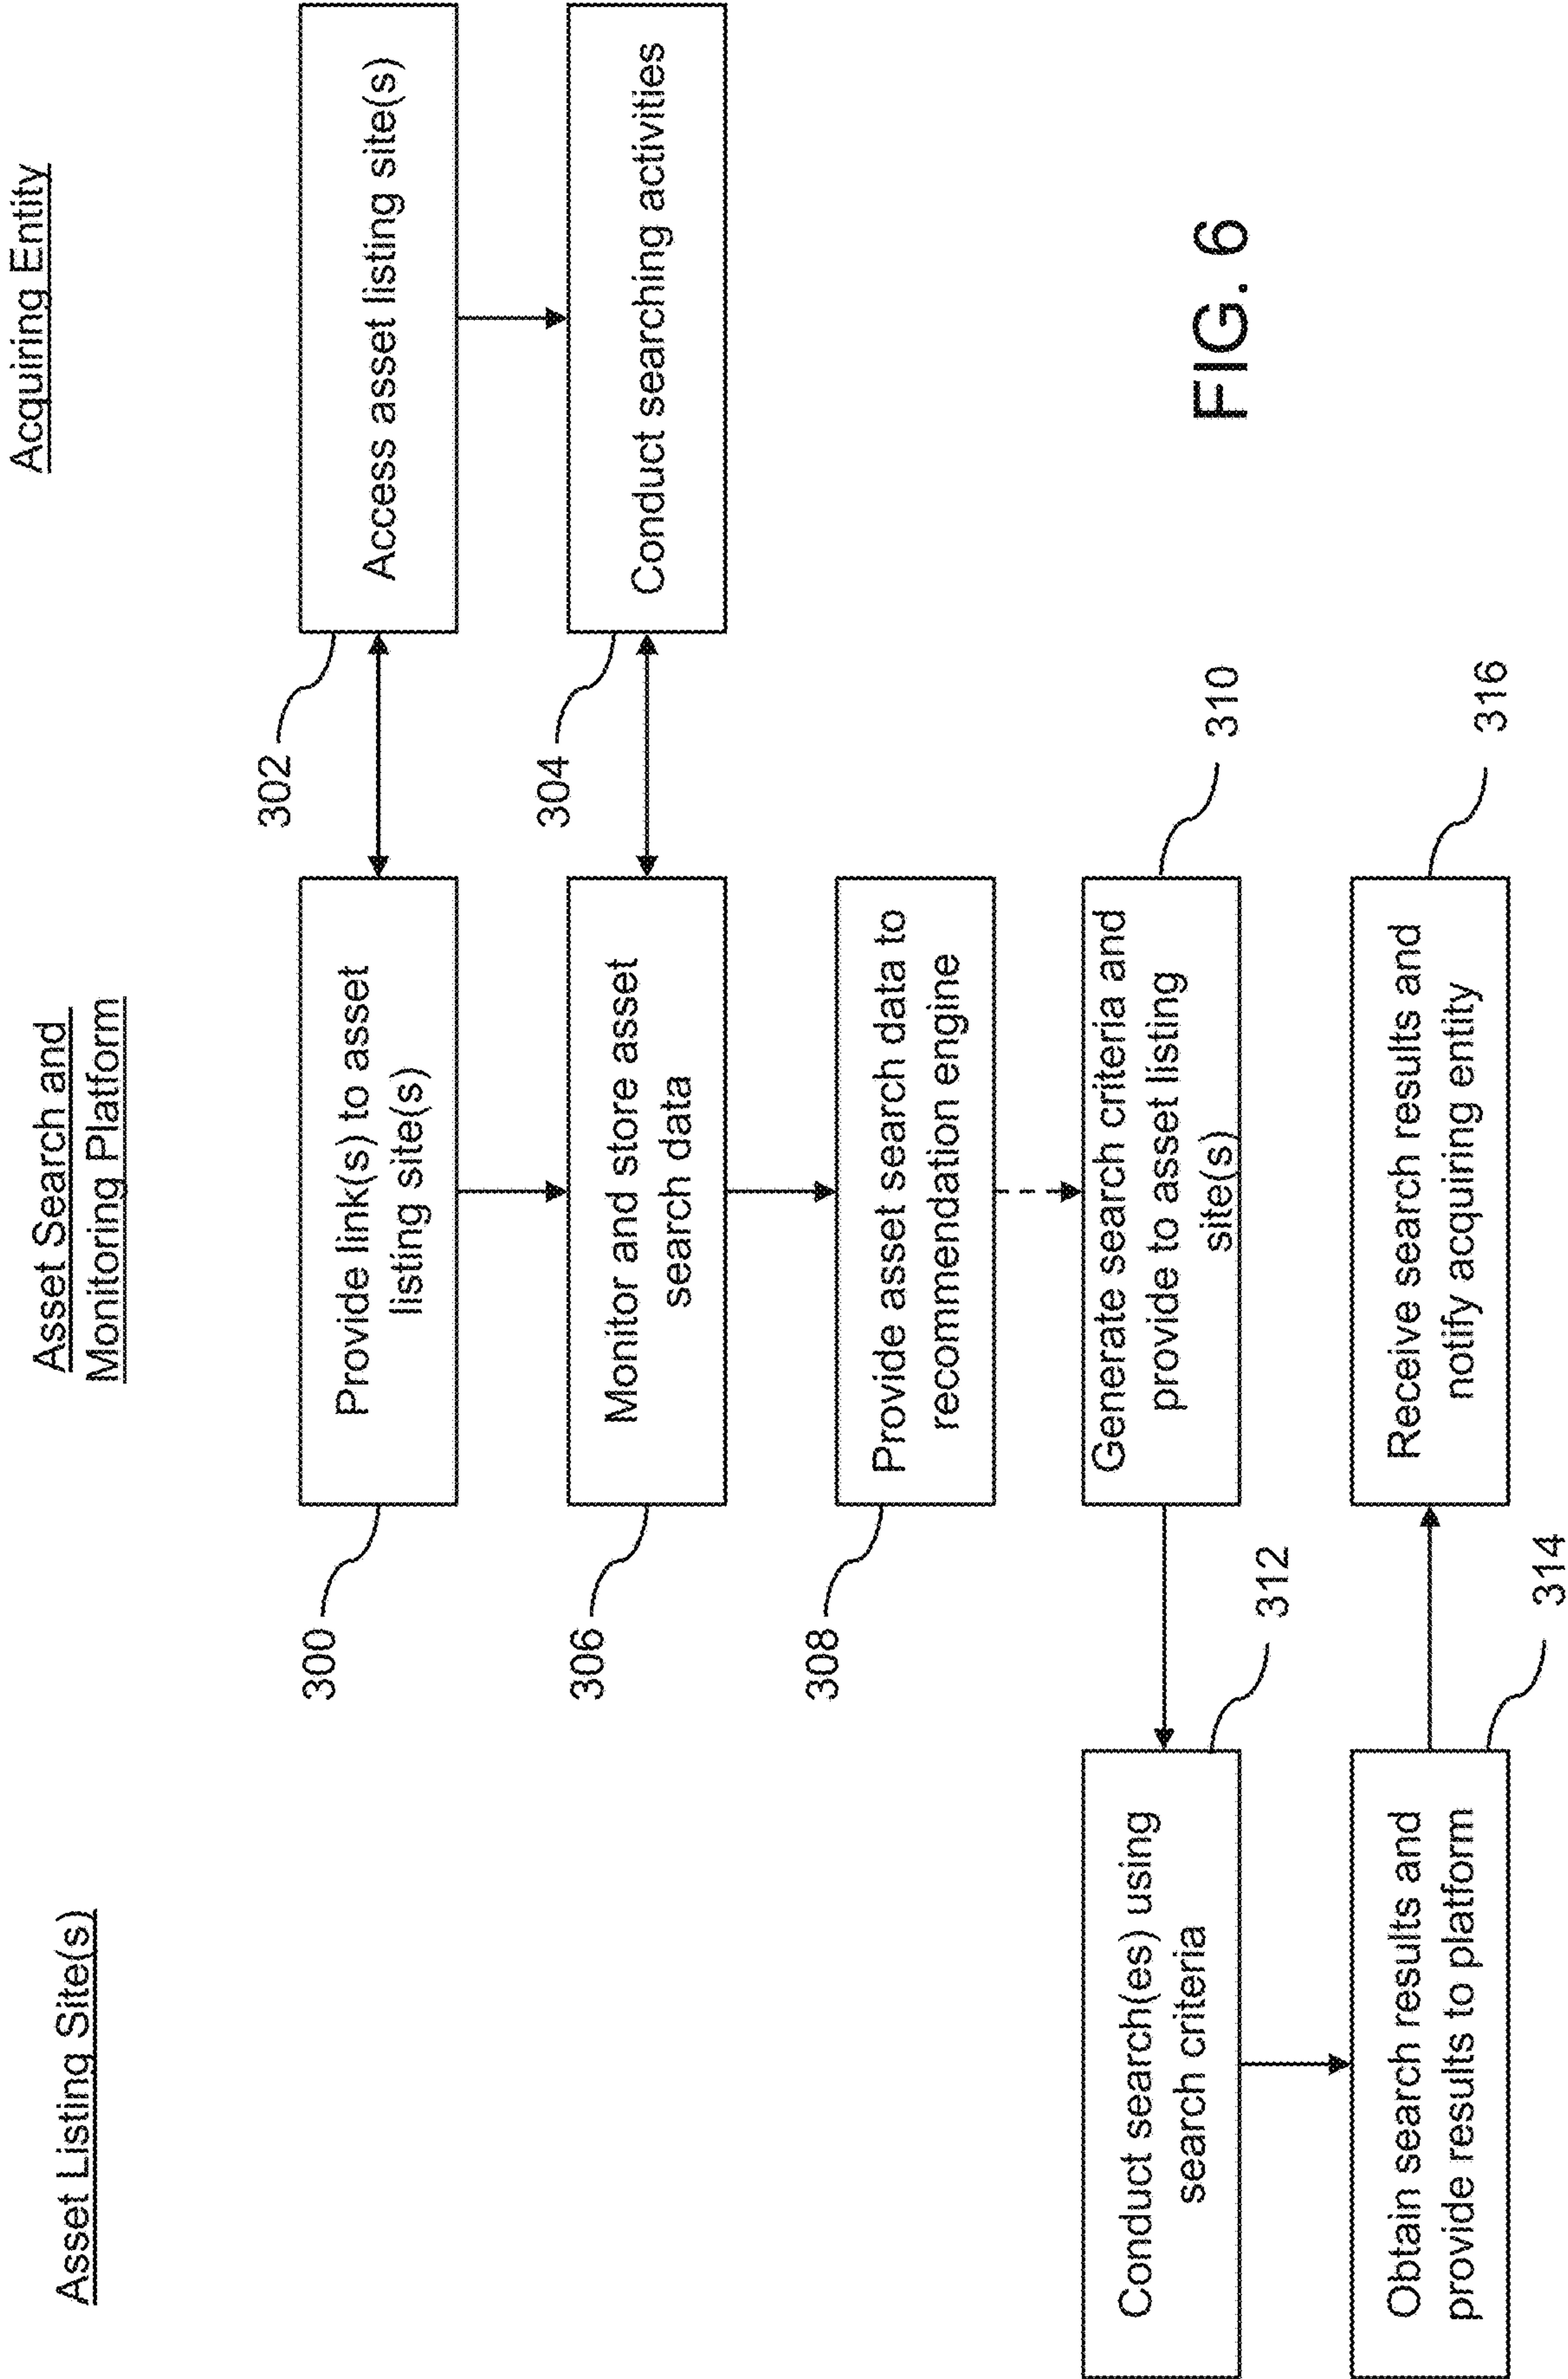 Asset Listing Site(s)
Asset Search and
Monitoring Platform
Acquiring Entity
300
Provide link(s) to asset
listing site(s)
302
Access asset listing site(s)
306
Monitor and store asset
search data
304
Conduct searching activities
308
Provide asset search data to
recommendation engine
Conduct search(es) using
search criteria
312
Generate search criteria and
provide to asset listing
site(s)
310
Obtain search results and
provide results to platform
314
Receive search results and
notify acquiring entity
316
FIG. 6